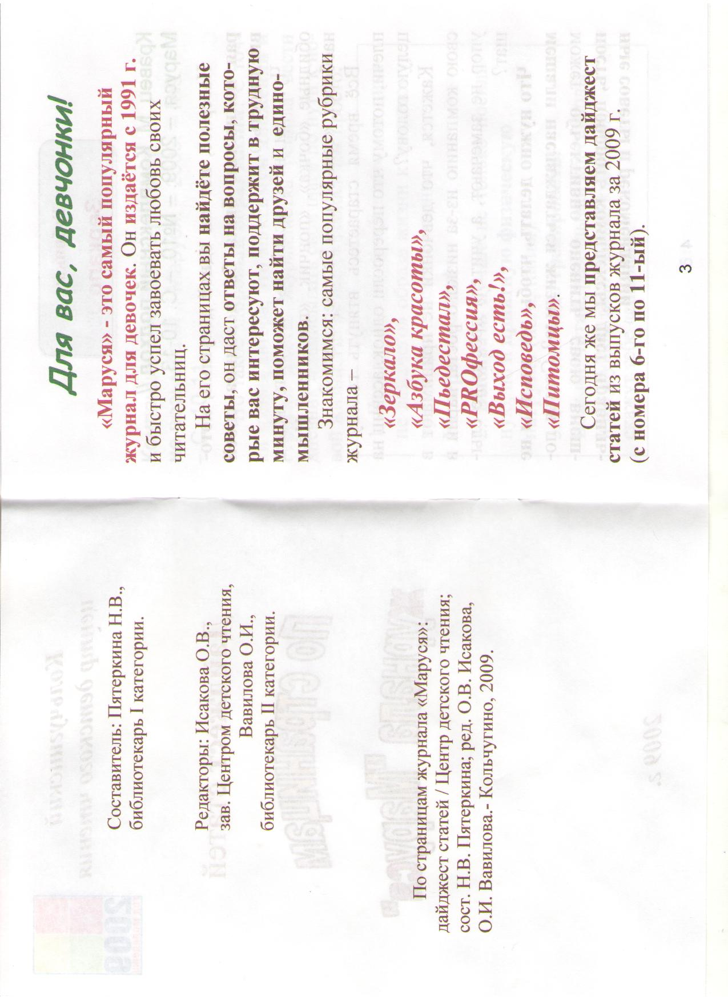 Составитель: Пятеркина Н.В.,
библиотекарь I категории.
Редакторы: Исакова О.В.,
зав. Центром детского чтения,
Вавилова О.И.,
библиотекарь II категории.
По страницам журнала «Маруся»:
дайджест статей / Центр детского чтения;
сост. Н.В. Пятеркина; ред. О.В. Исакова,
О.И. Вавилова.- Кольчугино, 2009.
Для вас, девчонки!
«Маруся» - это самый популярный
журнал для девочек. Он издаётся с 1991 г.
и быстро успел завоевать любовь своих
читательниц.
На его страницах вы найдёте полезные
советы, он даст ответы на вопросы, кото-
рые вас интересуют, поддержит в трудную
минуту, поможет найти друзей и едино-
мышленников.
Знакомимся: самые популярные рубрики
журнала –
«Зеркало»,
«Азбука красоты»,
«Пьедестал»,
«PROфессия»,
«Выход есть!»,
«Исповедь»,
«Питомцы».
Сегодня же мы представляем дайджест
статей из выпусков журнала за 2009 г.
(с номера 6-го по 11-ый).
3